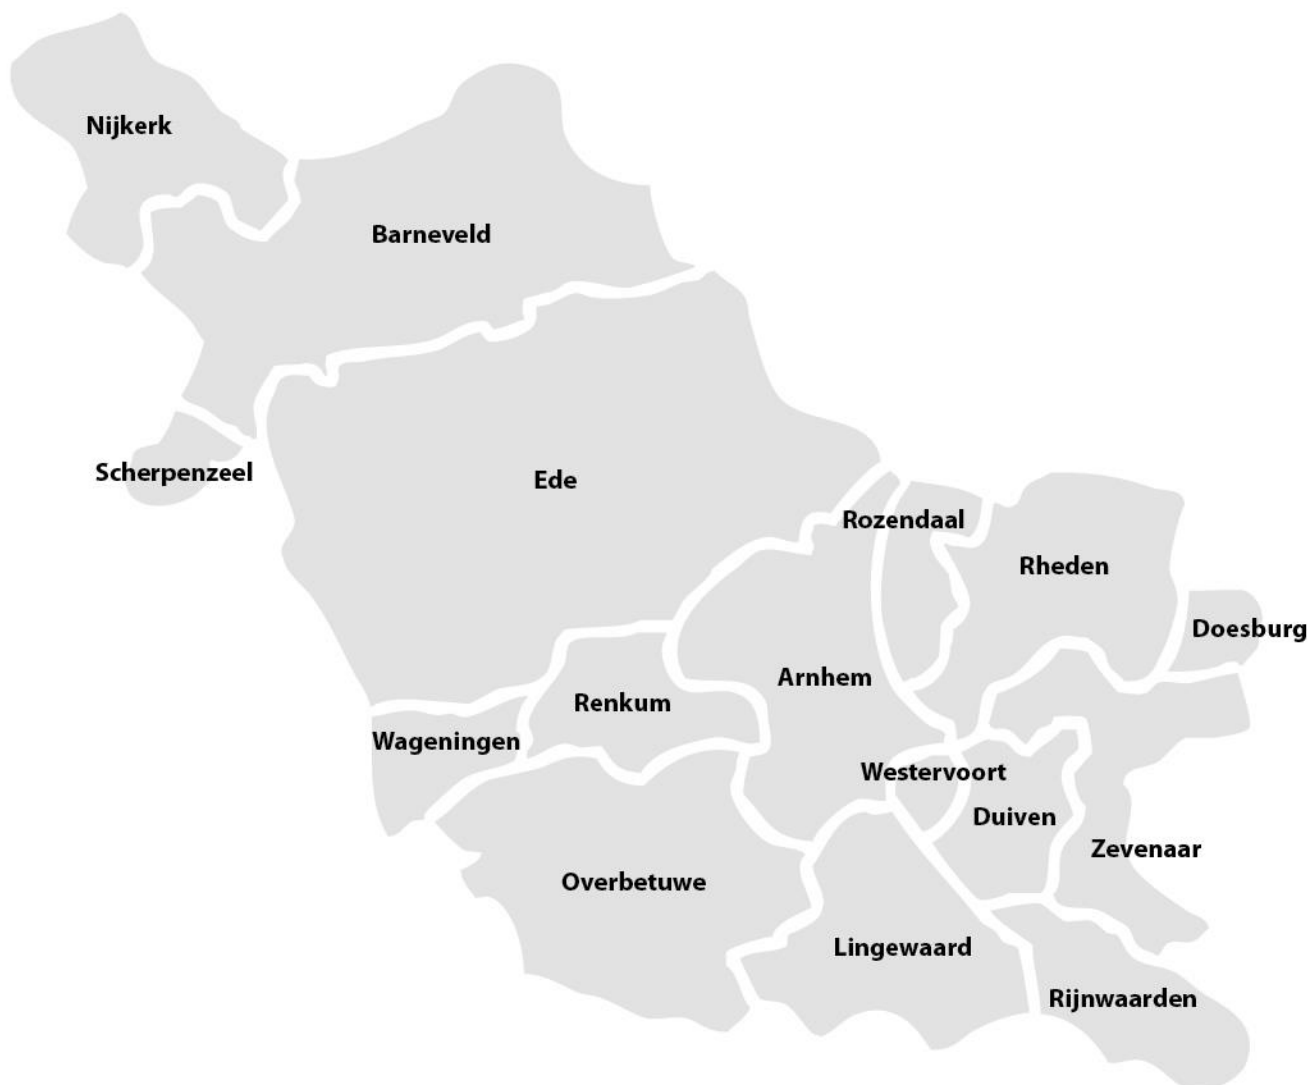 Nijkerk
Barneveld
Scherpenzeel
Ede
Rozendaal
Rheden
Doesburg
Arnhem
Renkum
Wageningen
Westervoort
Duiven
Zevenaar
Overbetuwe
Lingewaard
Rijnwaarden